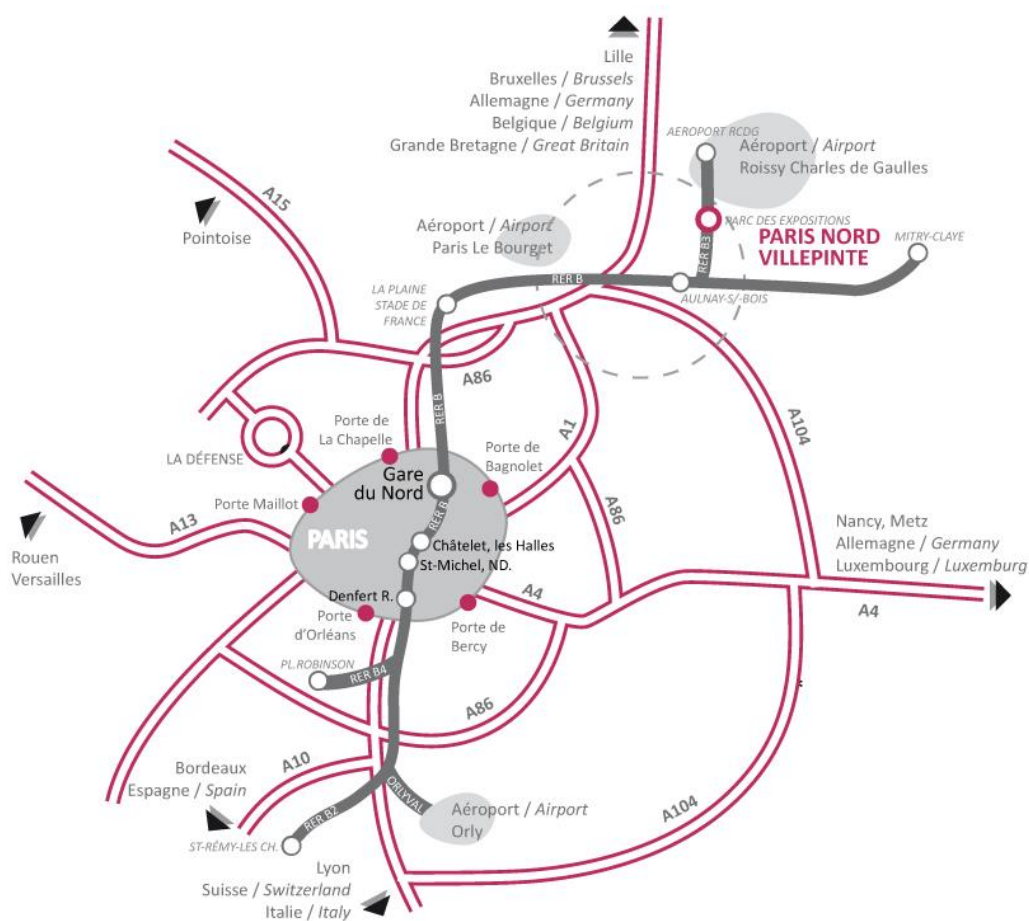 Lille
Bruxelles / Brussels
Allemagne / Germany
Belgique / Belgium
Grande Bretagne / Great Britain
AEROPORT RCDG
Aéroport / Airport
Roissy Charles de Gaulles
A15
Pointoise
Aéroport / Airport
Paris Le Bourget
PARC DES EXPOSITIONS
PARIS NORD
VILLEPINTE
RER B3
MITRY-CLAYE
RER B
AULNAY-S/-BOIS
LA PLAINE
STADE DE
FRANCE
A86
RER B
A1
A104
Porte de
La Chapelle
LA DÉFENSE
Porte de
Bagnolet
Gare
du Nord
Porte Maillot
RER B
A86
A13
PARIS
Rouen
Versailles
Châtelet, les Halles
St-Michel, ND.
Nancy, Metz
Allemagne / Germany
Luxembourg / Luxemburg
Denfert R.
A4
A4
Porte
d'Orléans
Porte de
Bercy
PL.ROBINSON
RER B4
A86
A10
Bordeaux
Espagne / Spain
ORLYVAL
Aéroport / Airport
Orly
A104
RER B2
ST-RÉMY-LES CH.
Lyon
Suisse / Switzerland
Italie / Italy